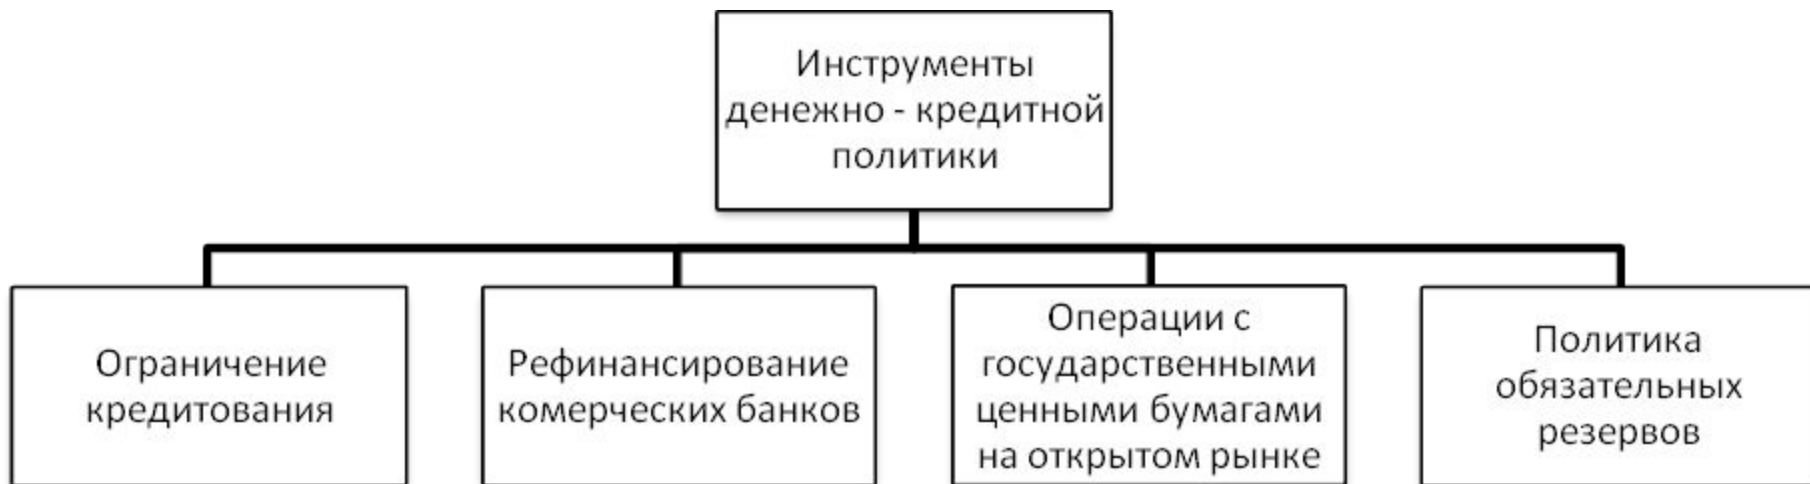 Инструменты
денежно - кредитной
политики
Ограничение
кредитования
Рефинансирование
комерческих банков
Операции с
государственными
ценными бумагами
на открытом рынке
Политика
обязательных
резервов